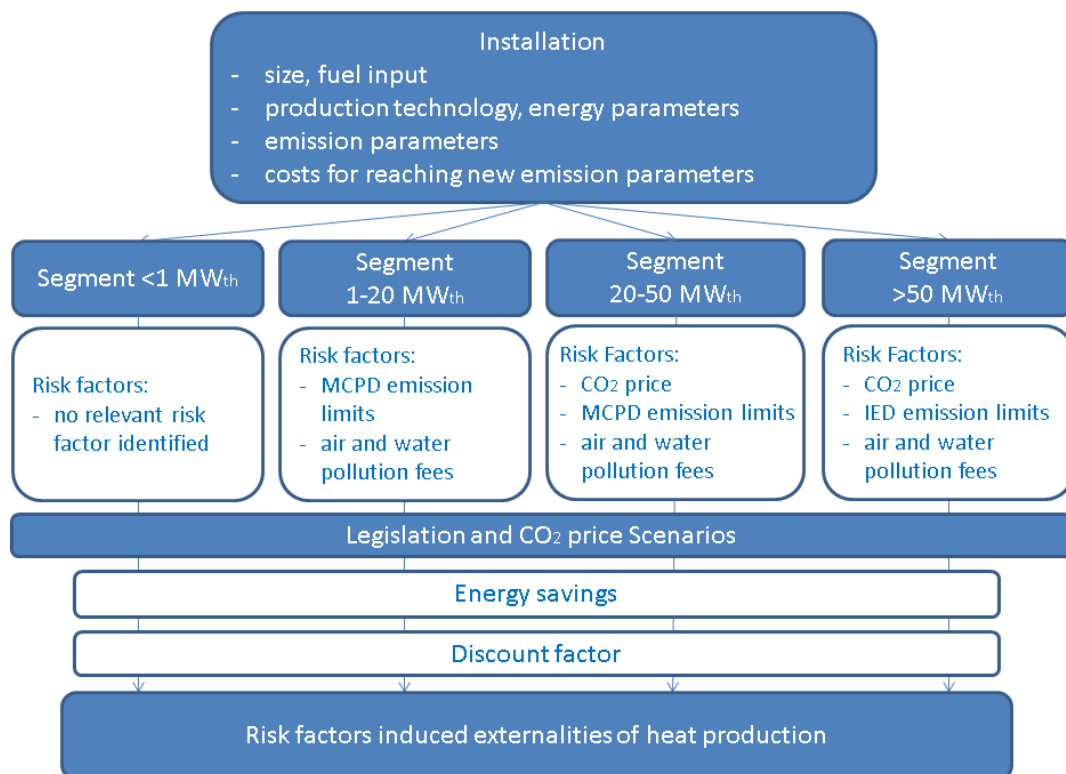 Installation
- size, fuel input
- production technology, energy parameters
- emission parameters
- costs for reaching new emission parameters
Segment <1 MWth
Segment
1-20 MWth
Segment
20-50 MWth
Segment
>50 MWth
Risk factors:
- no relevant risk
factor identified
Risk factors:
- MCPD emission
limits
- air and water
pollution fees
Risk Factors:
- CO2 price
- MCPD emission limits
- air and water
pollution fees
Risk Factors:
- CO2 price
- IED emission limits
- air and water
pollution fees
Legislation and CO2 price Scenarios
Energy savings
Discount factor
Risk factors induced externalities of heat production